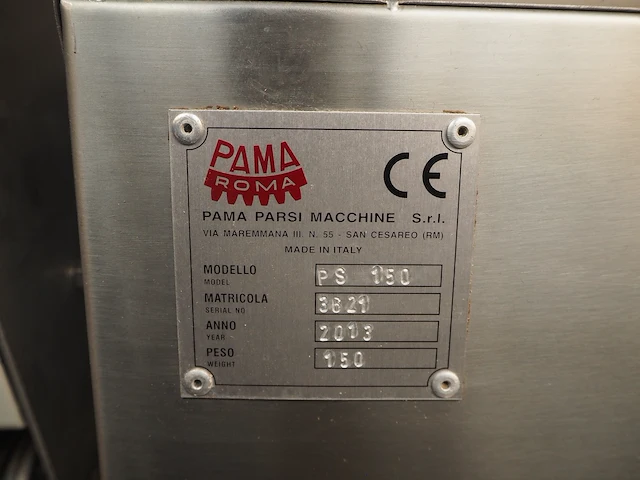 PAMA
ROMA
CE
PAMA PARSI MACCHINE S.r.l.
VIA MAREMMANA III. N. 55 - SAN CESAREO (RM)
MADE IN ITALY
MODELLO PS 150
MODEL
MATRICOLA 3821
SERIAL NO
ANNO 2013
YEAR
PESO 150
WEIGHT